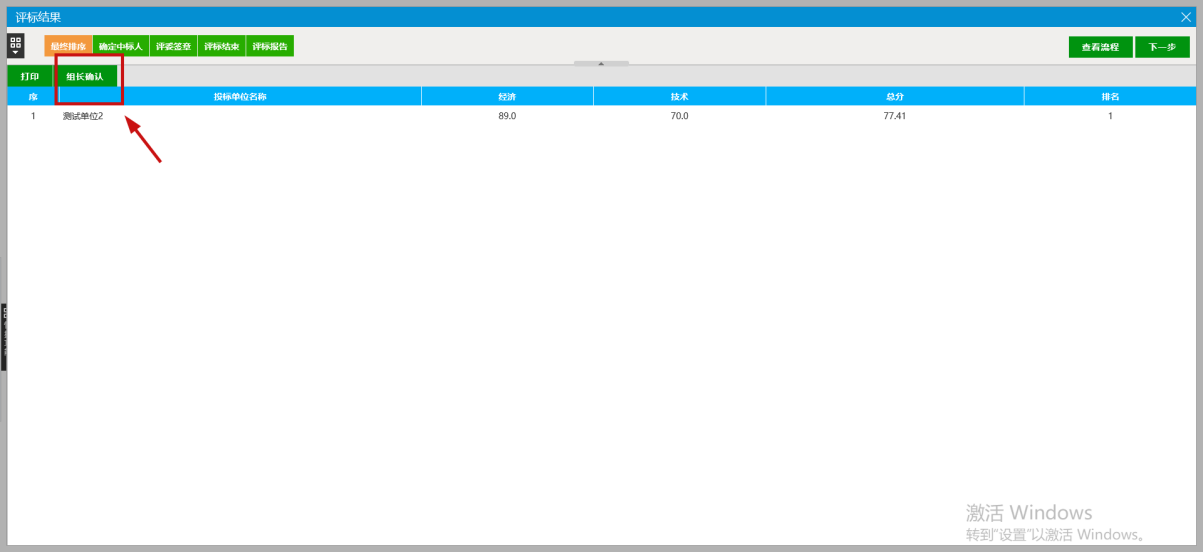 评标结果
最终排序 确定中标人 评委签章 评标结束 评标报告 查看流程 下一步
打印 组长确认
序 投标单位名称 经济 技术 总分 排名
1 测试单位2 89.0 70.0 77.41 1
激活 Windows
转到"设置"以激活 Windows。